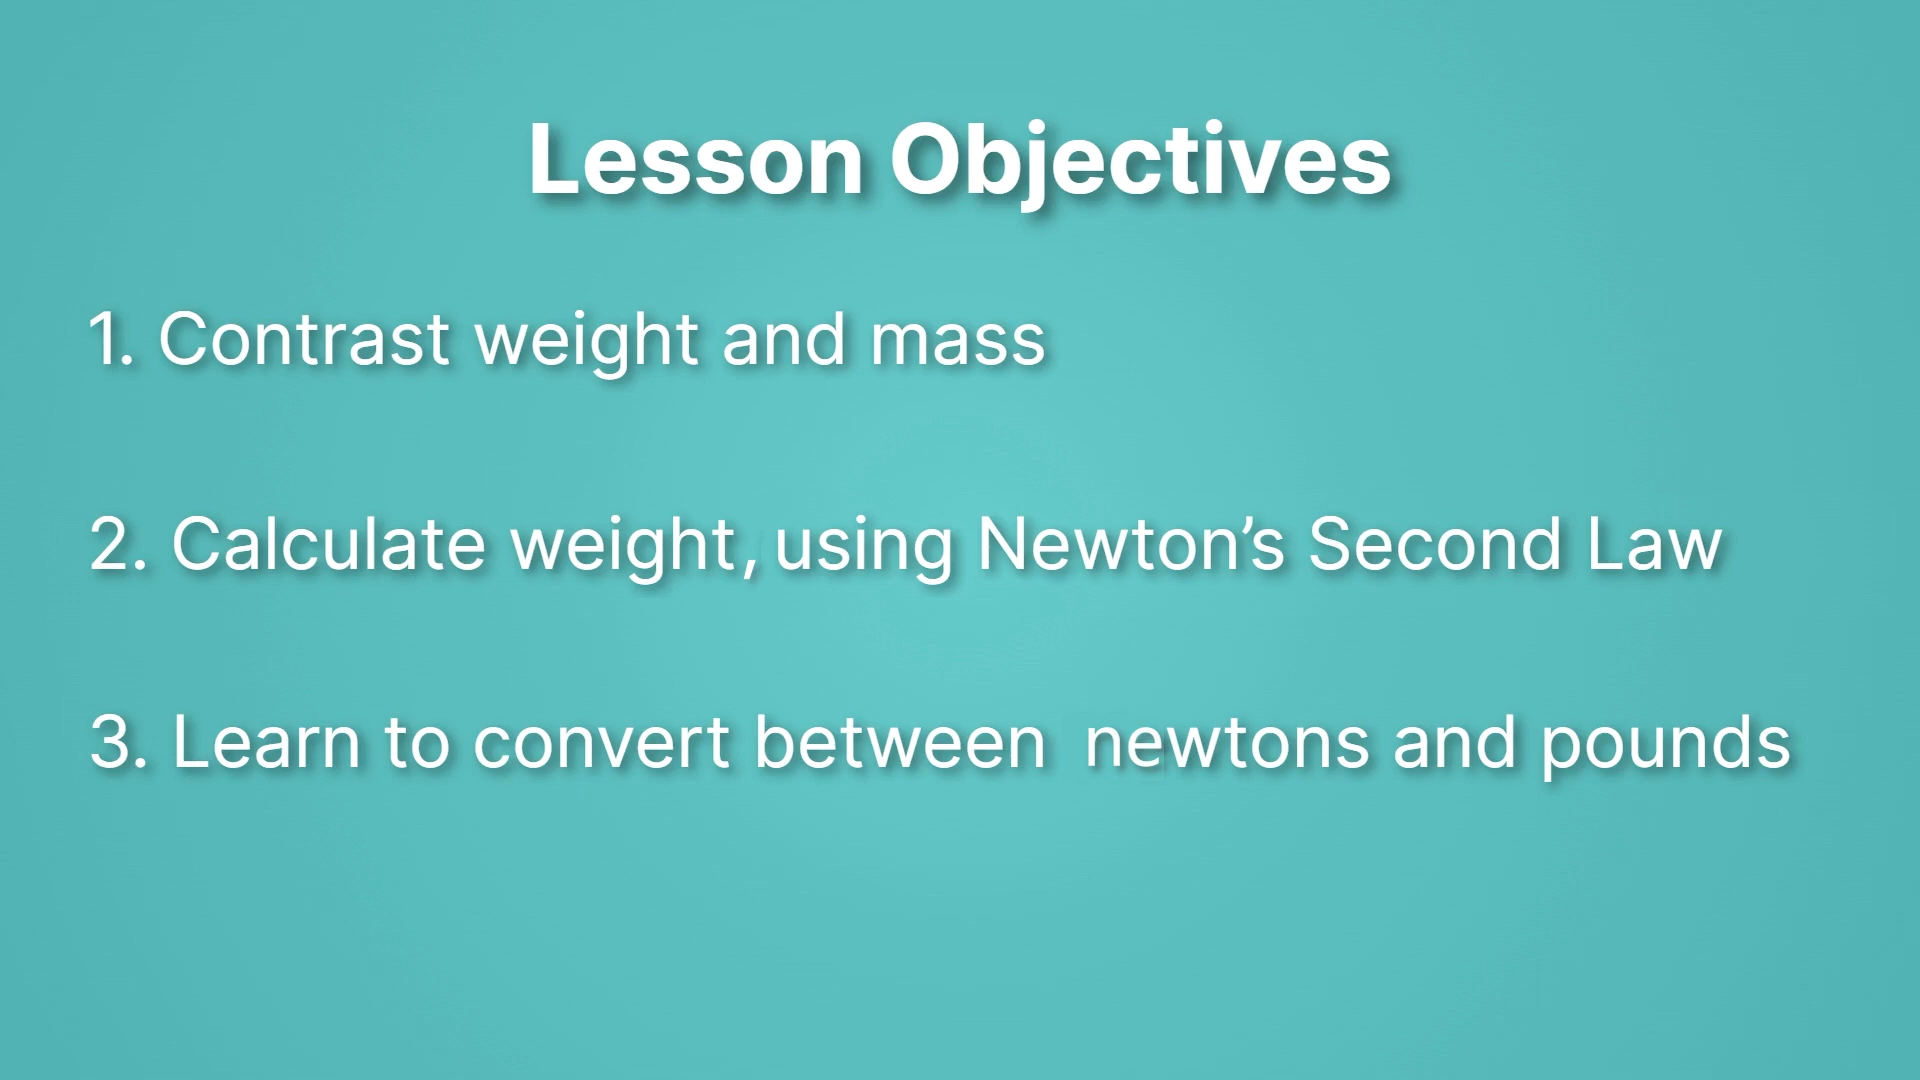 Lesson Objectives
1. Contrast weight and mass
2. Calculate weight, using Newton’s Second Law
3. Learn to convert between newtons and pounds